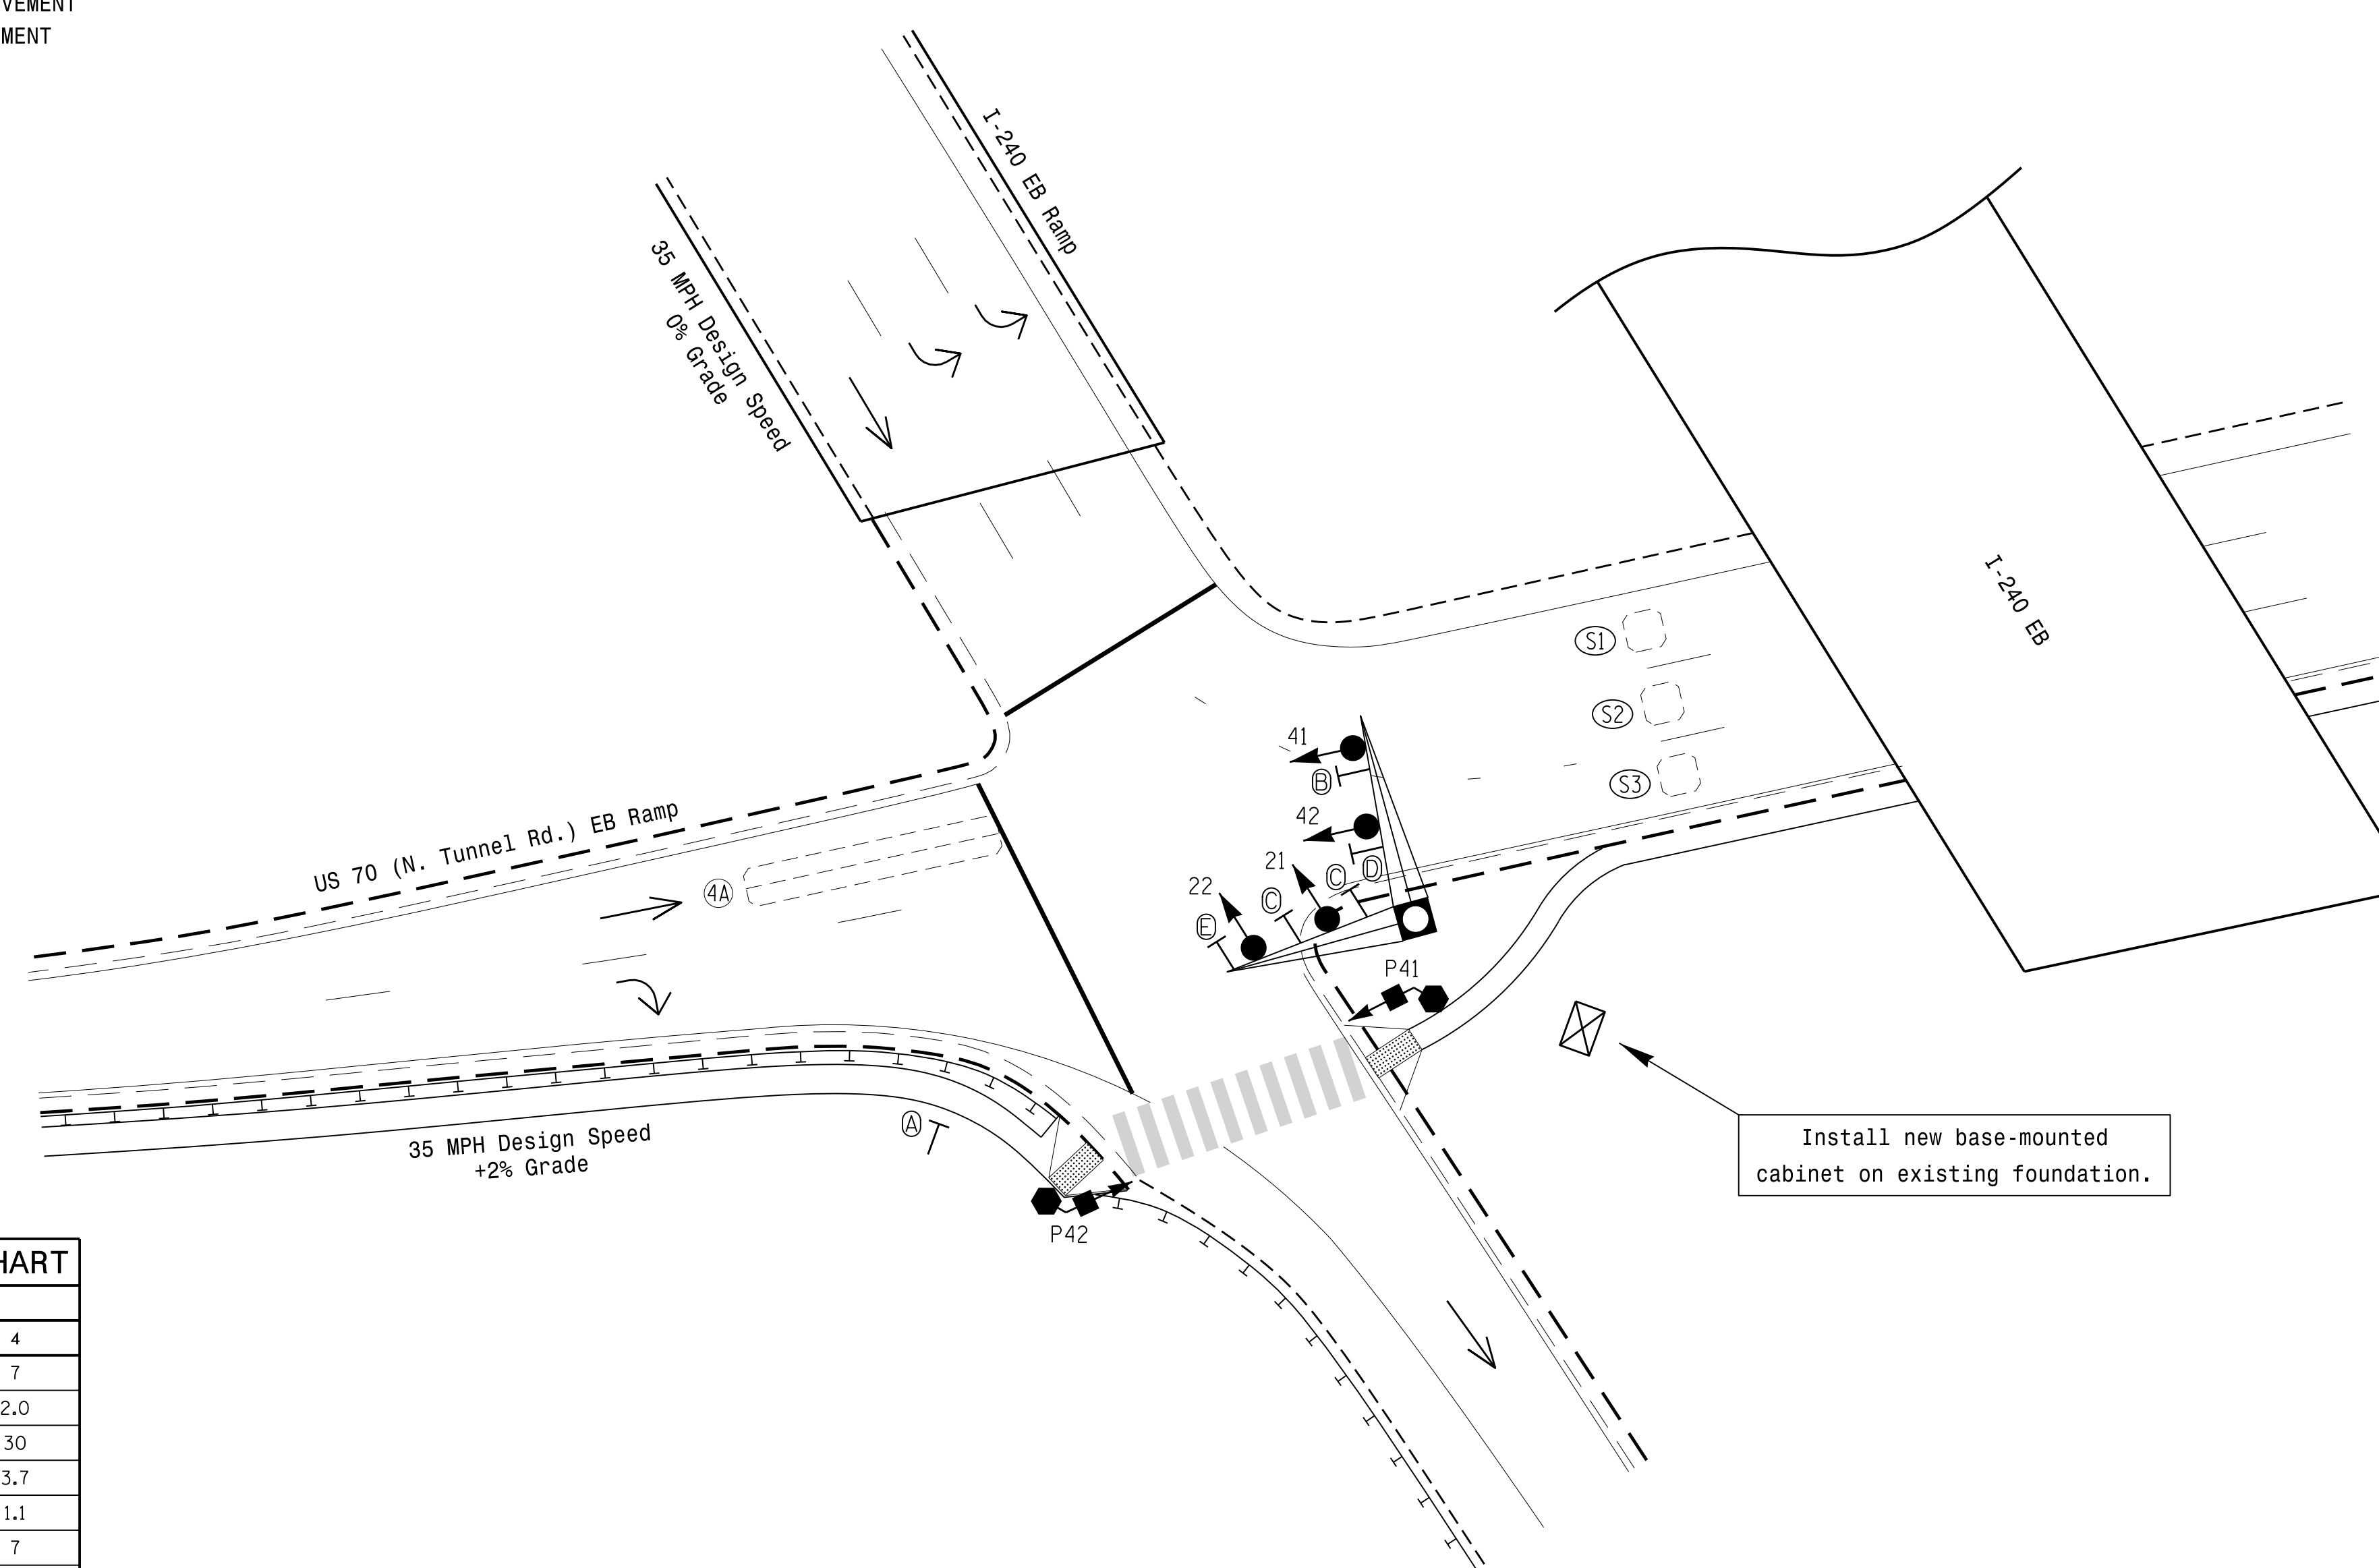 VEMENT
MENT
I-240 EB Ramp
35 MPH Design Speed
0% Grade
I-240 EB
S1
S2
S3
41
B
42
21
C
D
22
C
E
US 70 (N. Tunnel Rd.) EB Ramp
4A
P41
A
35 MPH Design Speed
+2% Grade
P42
Install new base-mounted
cabinet on existing foundation.
HART
4
7
2.0
30
3.7
1.1
7